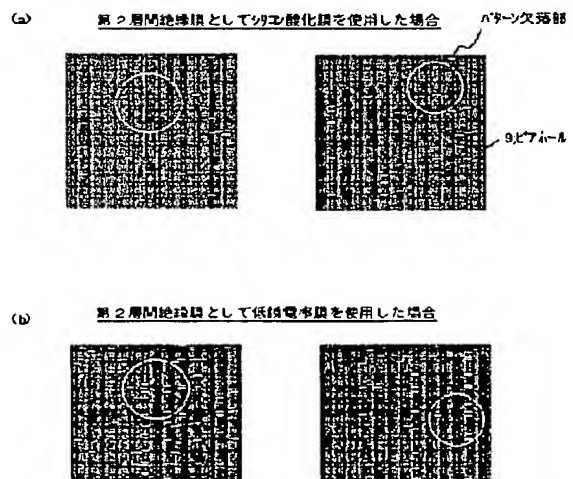 (a) 第2層間絶縁膜としてシリコン酸化膜を使用した場合
パターン欠落部
9,ビアホール
(b) 第2層間絶縁膜として低誘電率膜を使用した場合